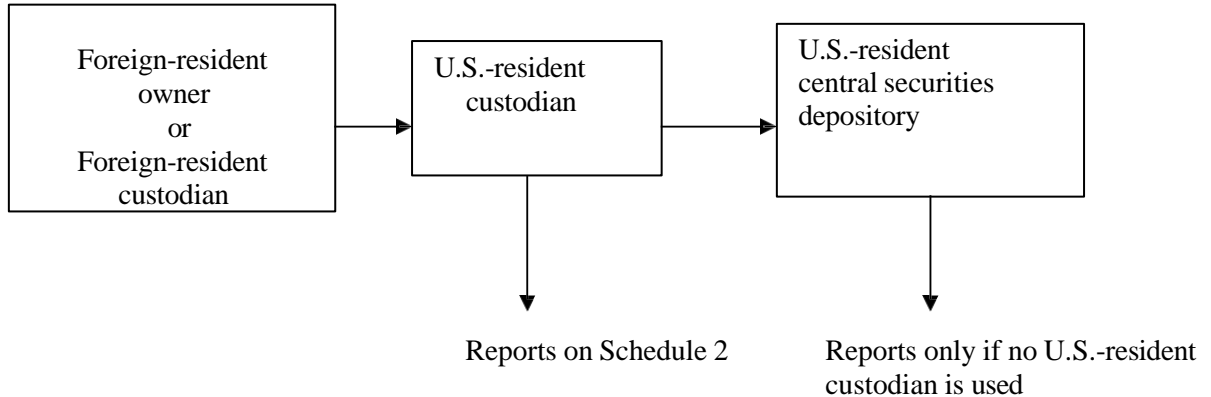 Foreign-resident
owner
or
Foreign-resident
custodian
U.S.-resident
custodian
U.S.-resident
central securities
depository
Reports on Schedule 2
Reports only if no U.S.-resident
custodian is used